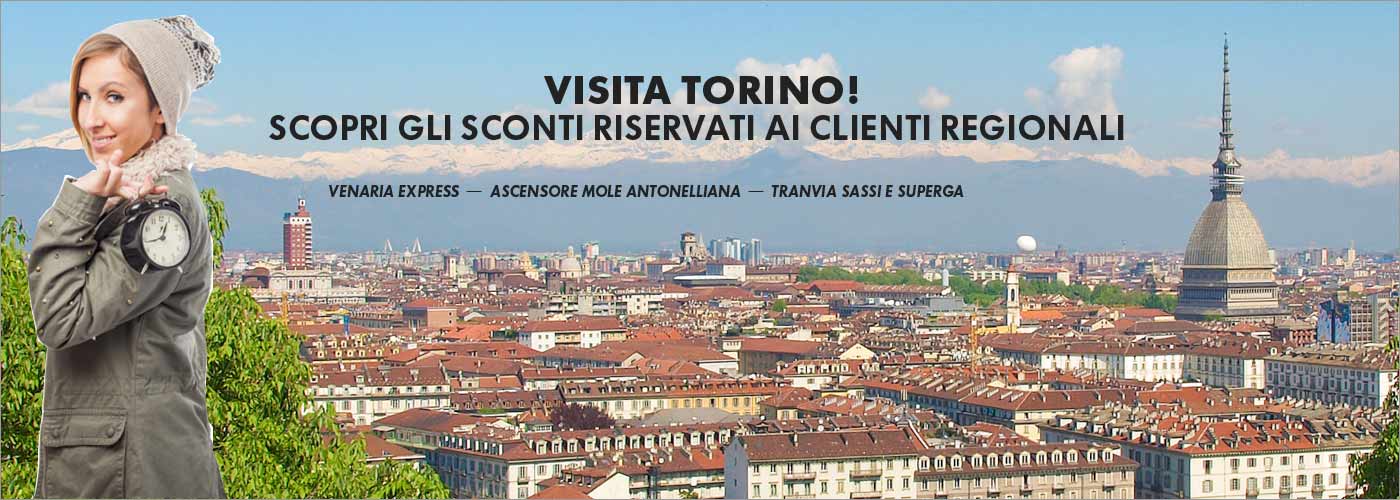 VISITA TORINO!
SCOPRI GLI SCONTI RISERVATI AI CLIENTI REGIONALI
VENARIA EXPRESS — ASCENSORE MOLE ANTONELLIANA — TRANVIA SASSI E SUPERGA